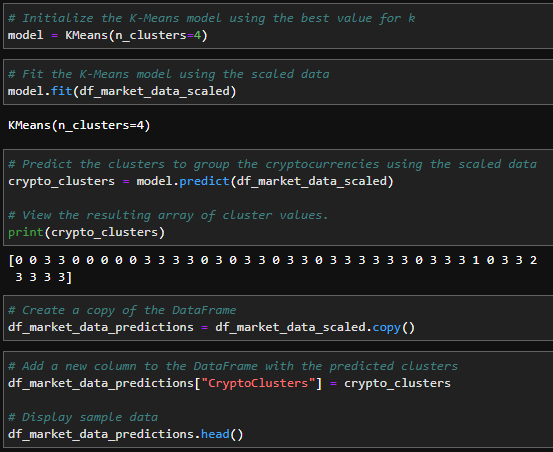 # Initialize the K-Means model using the best value for k
model = KMeans(n_clusters=4)
# Fit the K-Means model using the scaled data
model.fit(df_market_data_scaled)
KMeans(n_clusters=4)
# Predict the clusters to group the cryptocurrencies using the scaled data
crypto_clusters = model.predict(df_market_data_scaled)
# View the resulting array of cluster values.
print(crypto_clusters)
[0 0 3 3 0 0 0 0 0 3 3 3 3 0 3 0 3 3 0 3 3 0 3 3 3 3 3 3 0 3 3 3 1 0 3 3 2
3 3 3 3]
# Create a copy of the DataFrame
df_market_data_predictions = df_market_data_scaled.copy()
# Add a new column to the DataFrame with the predicted clusters
df_market_data_predictions["CryptoClusters"] = crypto_clusters
# Display sample data
df_market_data_predictions.head()